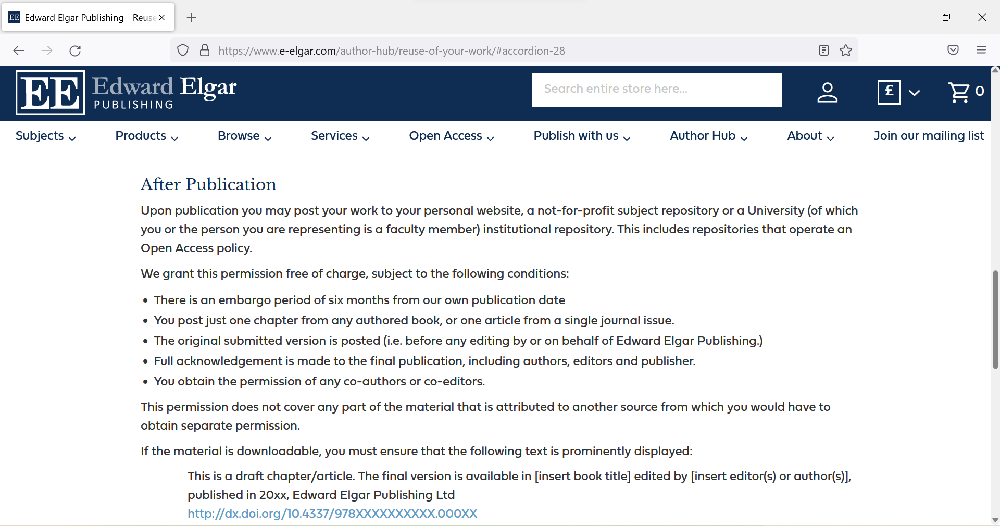 EE Edward Elgar Publishing - Reuse
https://www.e-elgar.com/author-hub/reuse-of-your-work/#accordion-28
EE Edward Elgar
PUBLISHING
Search entire store here...
£
0
Subjects Products Browse Services Open Access Publish with us Author Hub About Join our mailing list
After Publication
Upon publication you may post your work to your personal website, a not-for-profit subject repository or a University (of which
you or the person you are representing is a faculty member) institutional repository. This includes repositories that operate an
Open Access policy.
We grant this permission free of charge, subject to the following conditions:
• There is an embargo period of six months from our own publication date
• You post just one chapter from any authored book, or one article from a single journal issue.
• The original submitted version is posted (i.e. before any editing by or on behalf of Edward Elgar Publishing.)
• Full acknowledgement is made to the final publication, including authors, editors and publisher.
• You obtain the permission of any co-authors or co-editors.
This permission does not cover any part of the material that is attributed to another source from which you would have to
obtain separate permission.
If the material is downloadable, you must ensure that the following text is prominently displayed:
This is a draft chapter/article. The final version is available in [insert book title] edited by [insert editor(s) or author(s)],
published in 20xx, Edward Elgar Publishing Ltd
http://dx.doi.org/10.4337/978XXXXXXXXXX.000XX